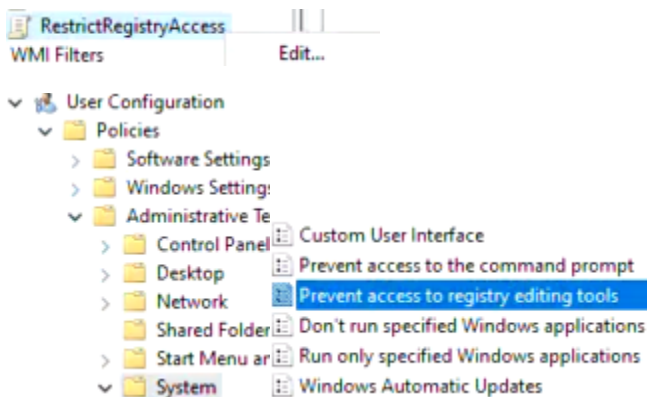 RestrictRegistryAccess
WMI Filters
Edit...
User Configuration
Policies
Software Settings
Windows Setting
Administrative Te
Control Panel
Custom User Interface
Desktop
Prevent access to the command prompt
Network
Prevent access to registry editing tools
Shared Folder
Don't run specified Windows applications
Start Menu ar
Run only specified Windows applications
System
Windows Automatic Updates